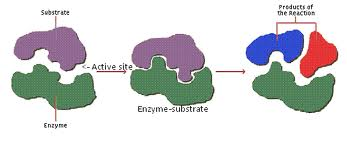 Substrate
<- Active site
Enzyme
Enzyme-substrate
Products of
the Reaction